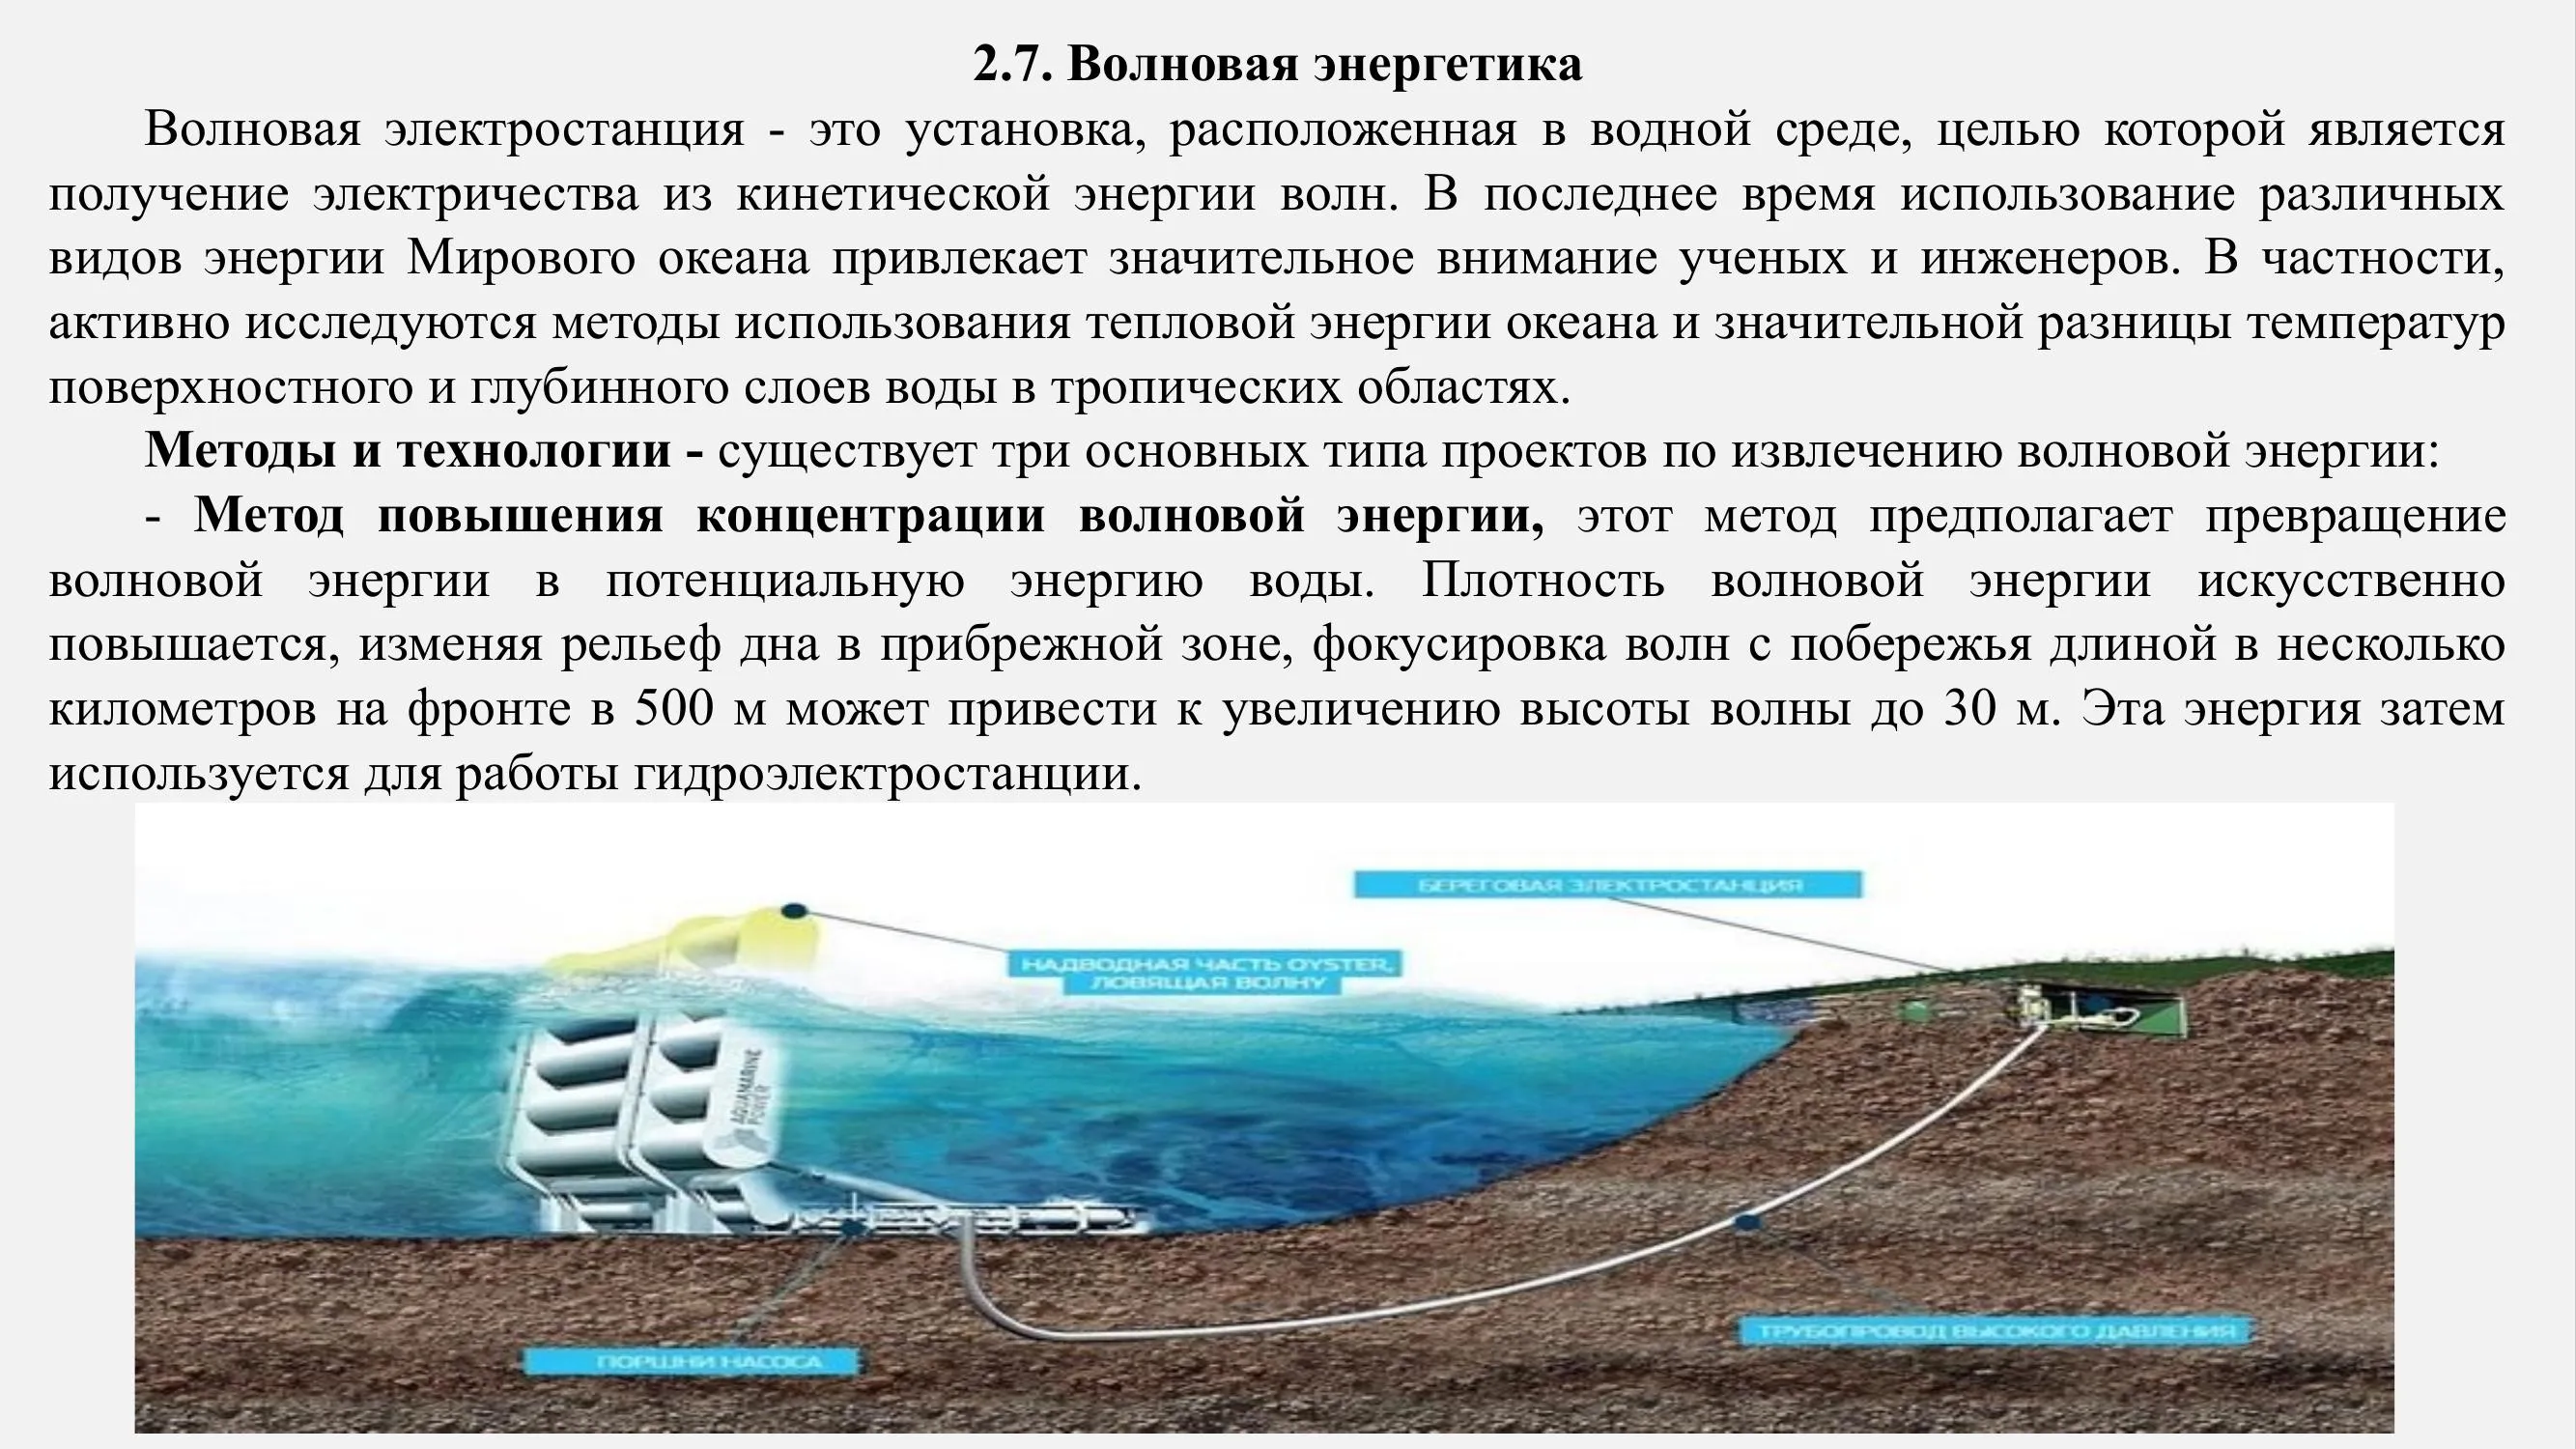 2.7. Волновая энергетика
Волновая электростанция - это установка, расположенная в водной среде, целью которой является
получение электричества из кинетической энергии волн. В последнее время использование различных
видов энергии Мирового океана привлекает значительное внимание ученых и инженеров. В частности,
активно исследуются методы использования тепловой энергии океана и значительной разницы температур
поверхностного и глубинного слоев воды в тропических областях.
Методы и технологии - существует три основных типа проектов по извлечению волновой энергии:
- Метод повышения концентрации волновой энергии, этот метод предполагает превращение
волновой энергии в потенциальную энергию воды. Плотность волновой энергии искусственно
повышается, изменяя рельеф дна в прибрежной зоне, фокусировка волн с побережья длиной в несколько
километров на фронте в 500 м может привести к увеличению высоты волны до 30 м. Эта энергия затем
используется для работы гидроэлектростанции.
БЕРЕГОВАЯ ЭЛЕКТРОСТАНЦИЯ
НАДВОДНАЯ ЧАСТЬ OYSTER,
ЛОВЯЩАЯ ВОЛНУ
AQUAMARINE
POWER
ТРУБОПРОВОД ВЫСОКОГО ДАВЛЕНИЯ
ПОРШНИ НАСОСА